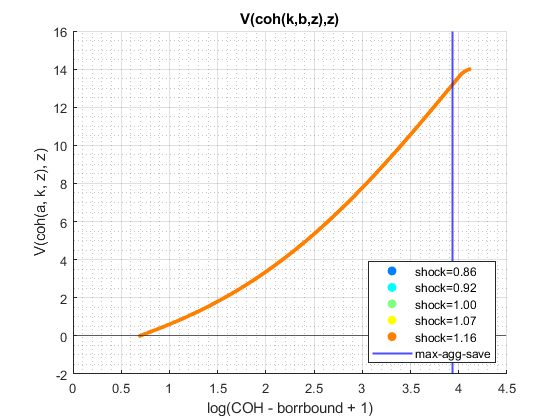 V(coh(k,b,z),z)
16
14
12
10
8
6
4
2
0
-2
V(coh(a, k, z), z)
shock=0.86
shock=0.92
shock=1.00
shock=1.07
shock=1.16
max-agg-save
0 0.5 1 1.5 2 2.5 3 3.5 4 4.5
log(COH - borrbound + 1)